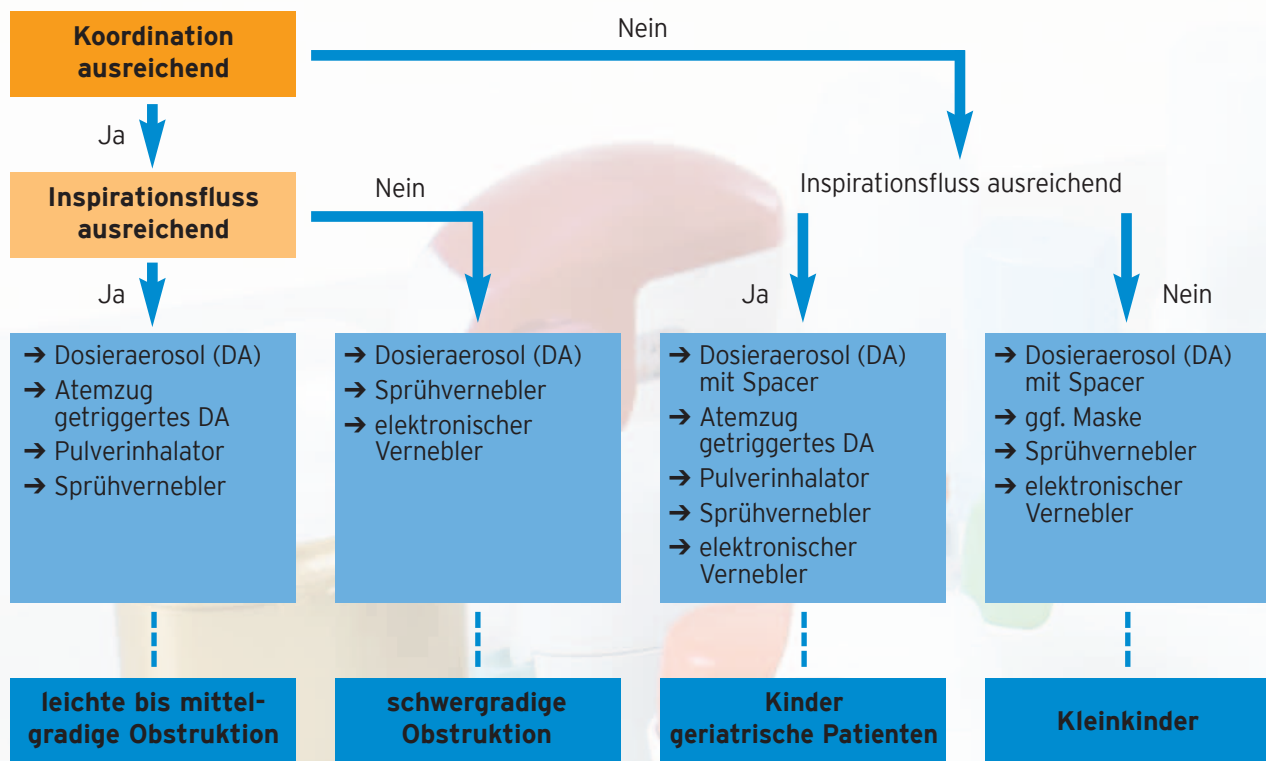 Koordination
ausreichend
Nein
Ja
Inspirationsfluss
ausreichend
Nein
Inspirationsfluss ausreichend
Ja
Ja
Nein
➔ Dosieraerosol (DA)
➔ Atemzug
getriggertes DA
➔ Pulverinhalator
➔ Sprühvernebler
➔ Dosieraerosol (DA)
➔ Sprühvernebler
➔ elektronischer
Vernebler
➔ Dosieraerosol (DA)
mit Spacer
➔ Atemzug
getriggertes DA
➔ Pulverinhalator
➔ Sprühvernebler
➔ elektronischer
Vernebler
➔ Dosieraerosol (DA)
mit Spacer
➔ ggf. Maske
➔ Sprühvernebler
➔ elektronischer
Vernebler
leichte bis mittel-
gradige Obstruktion
schwergradige
Obstruktion
Kinder
geriatrische Patienten
Kleinkinder